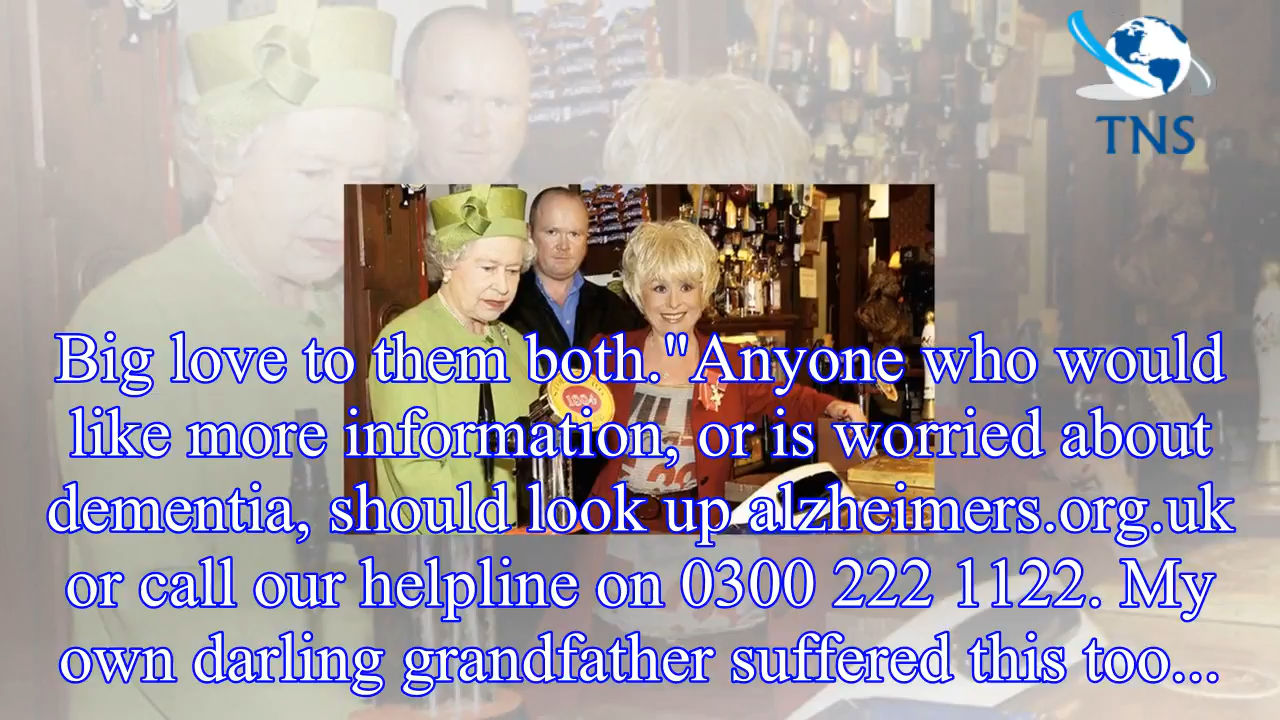 TNS
Big love to them both."Anyone who would
like more information, or is worried about
dementia, should look up alzheimers.org.uk
or call our helpline on 0300 222 1122. My
own darling grandfather suffered this too...
1884